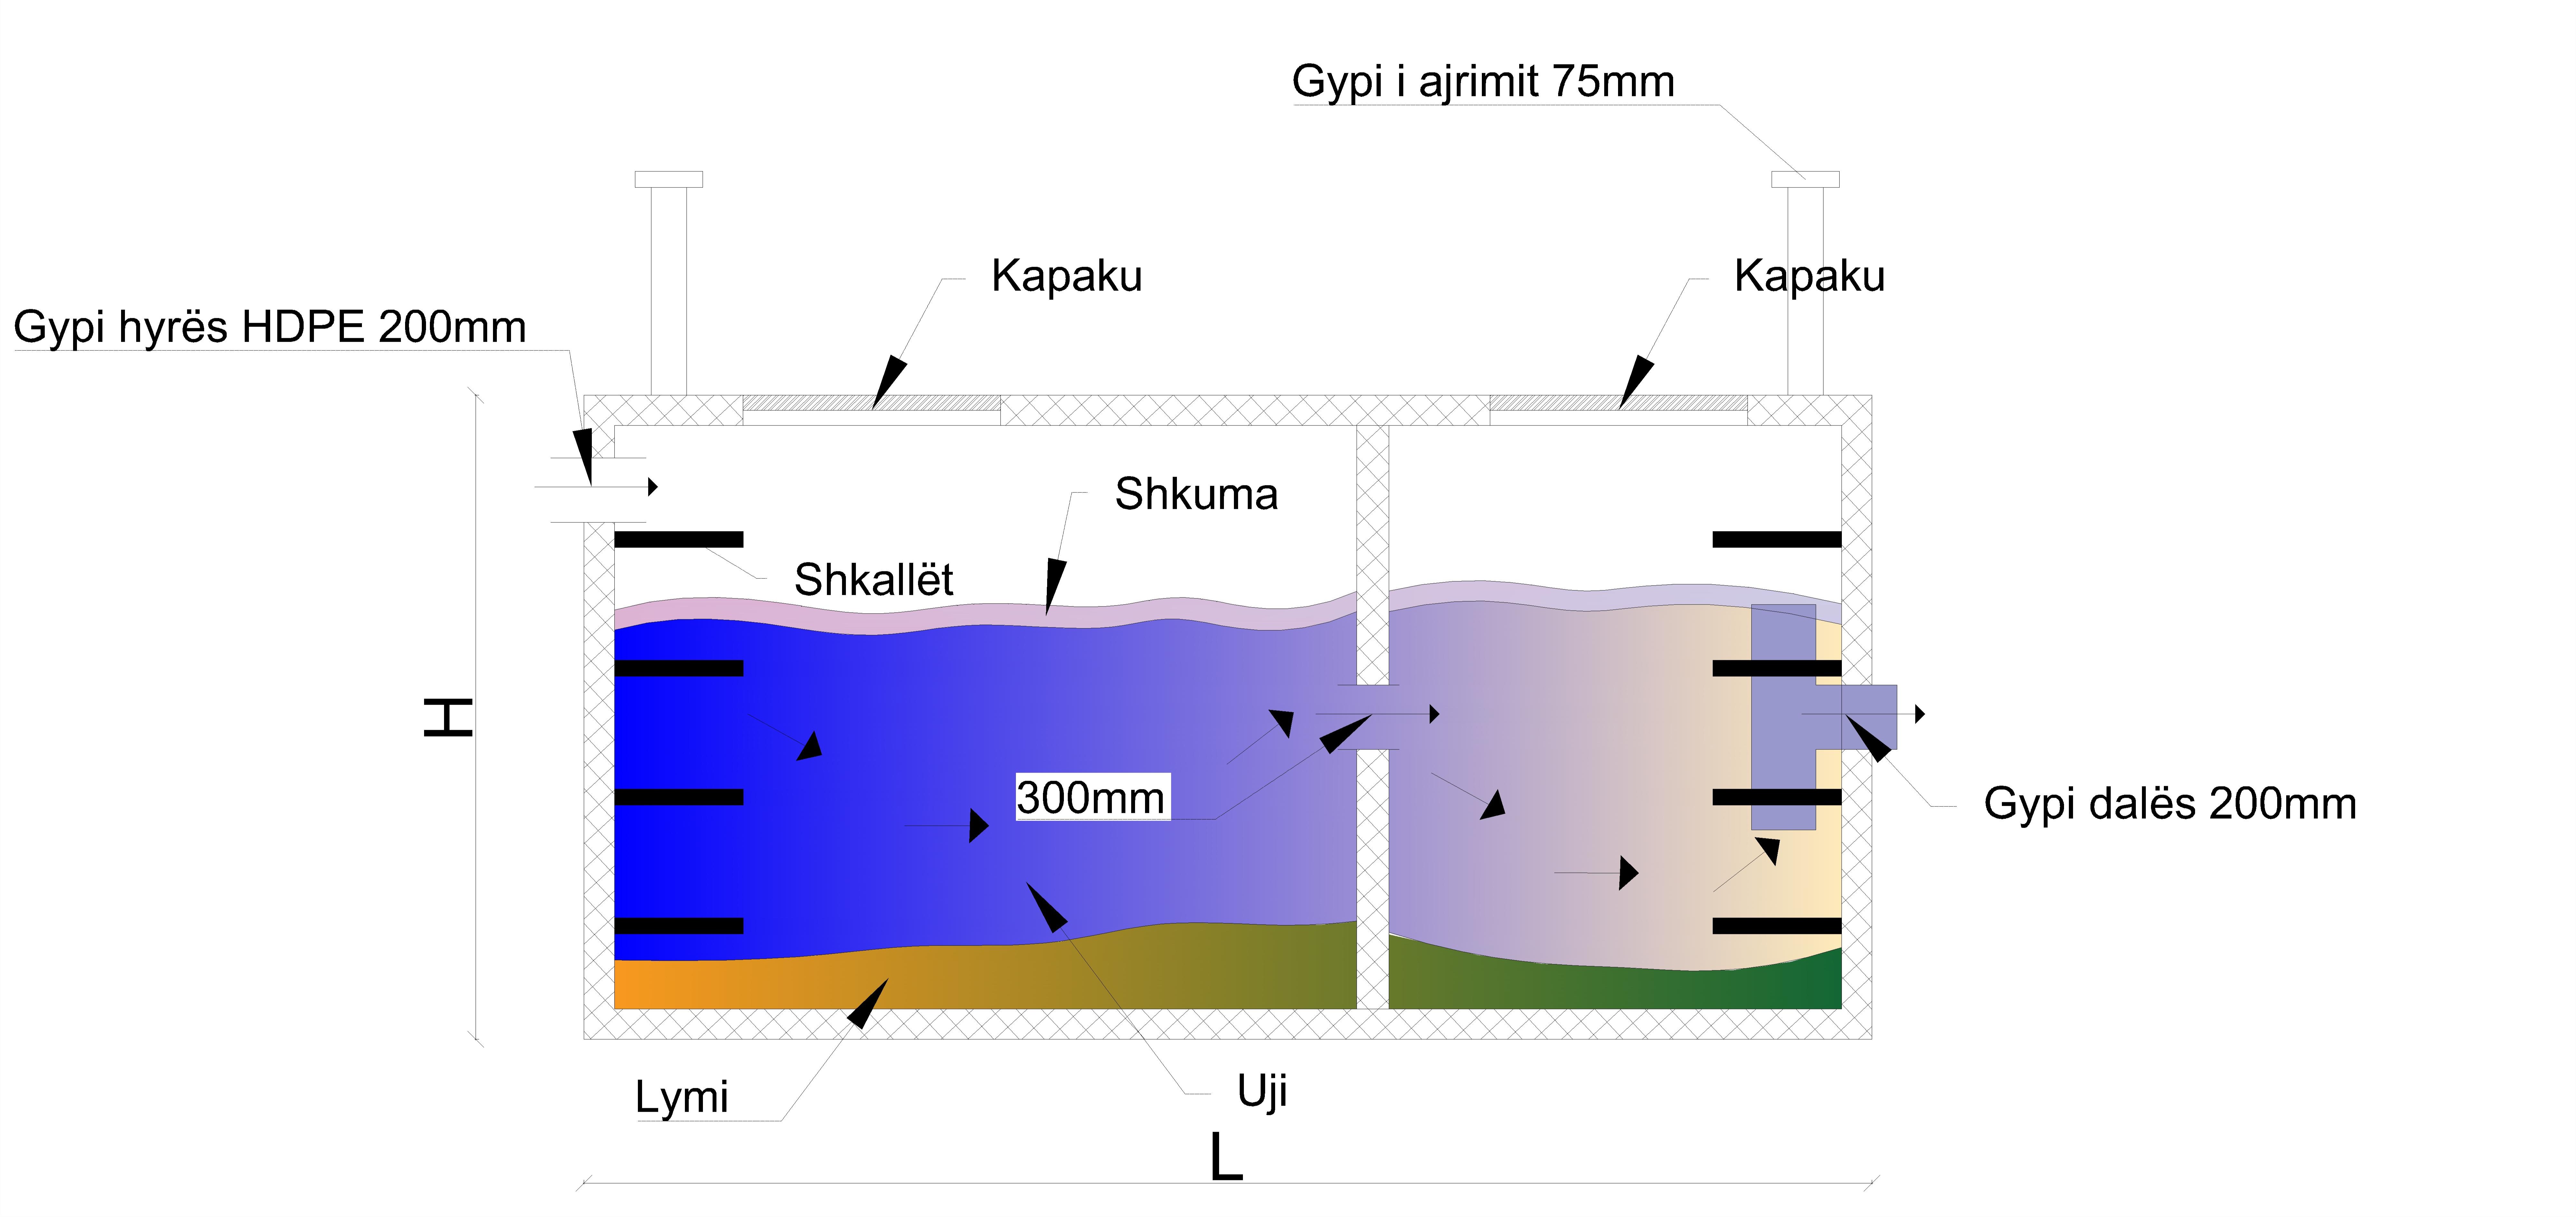 Gypi i ajrimit 75mm
Kapaku
Kapaku
Gypi hyrës HDPE 200mm
Shkuma
Shkallët
H
300mm
Gypi dalës 200mm
Lymi
Uji
L